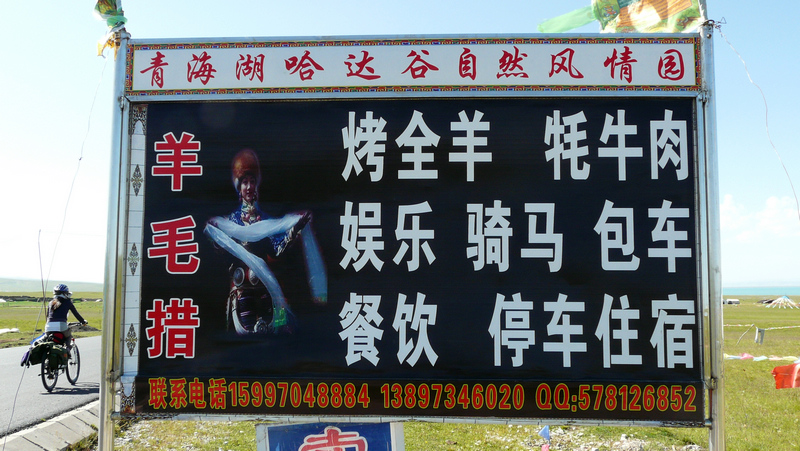 青海湖哈达谷自然风情园
羊毛措
烤全羊 牦牛肉
娱乐 骑马 包车
餐饮 停车住宿
联系电话15997048884 13897346020 QQ:578126852